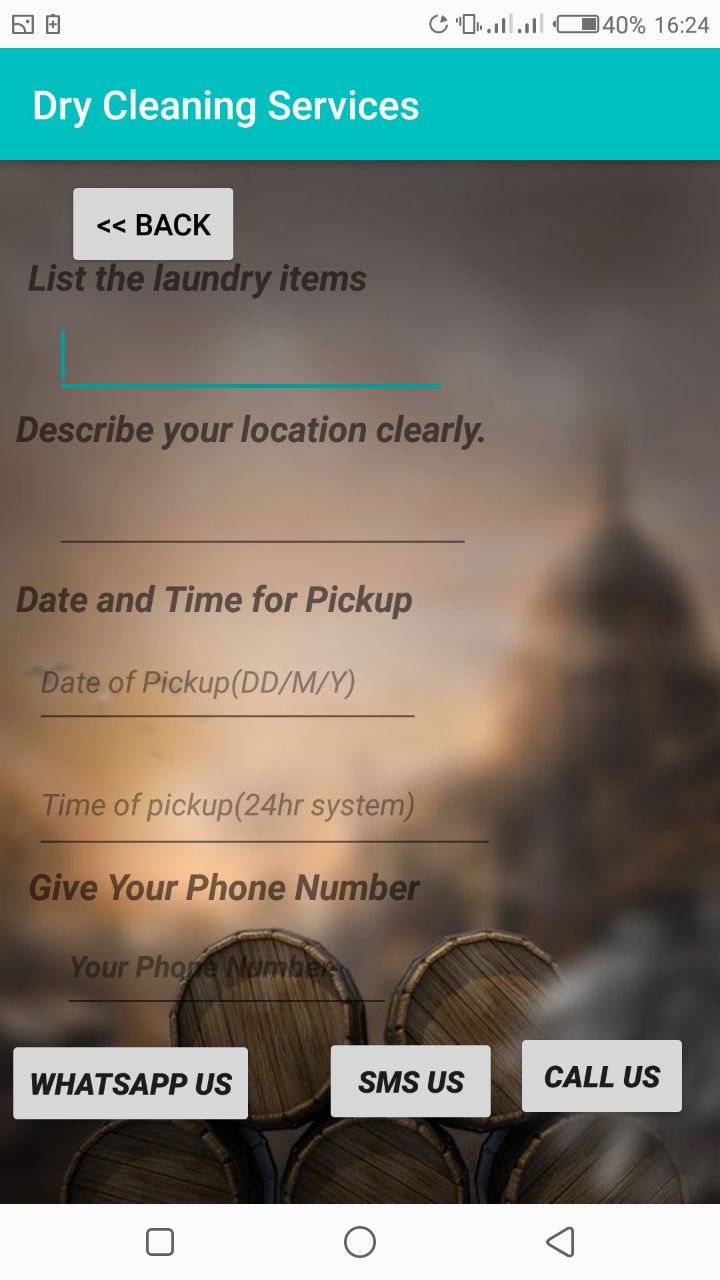 40% 16:24
Dry Cleaning Services
<< BACK
List the laundry items
Describe your location clearly.
Date and Time for Pickup
Date of Pickup(DD/M/Y)
Time of pickup(24hr system)
Give Your Phone Number
Your Phone Number
WHATSAPP US
SMS US
CALL US